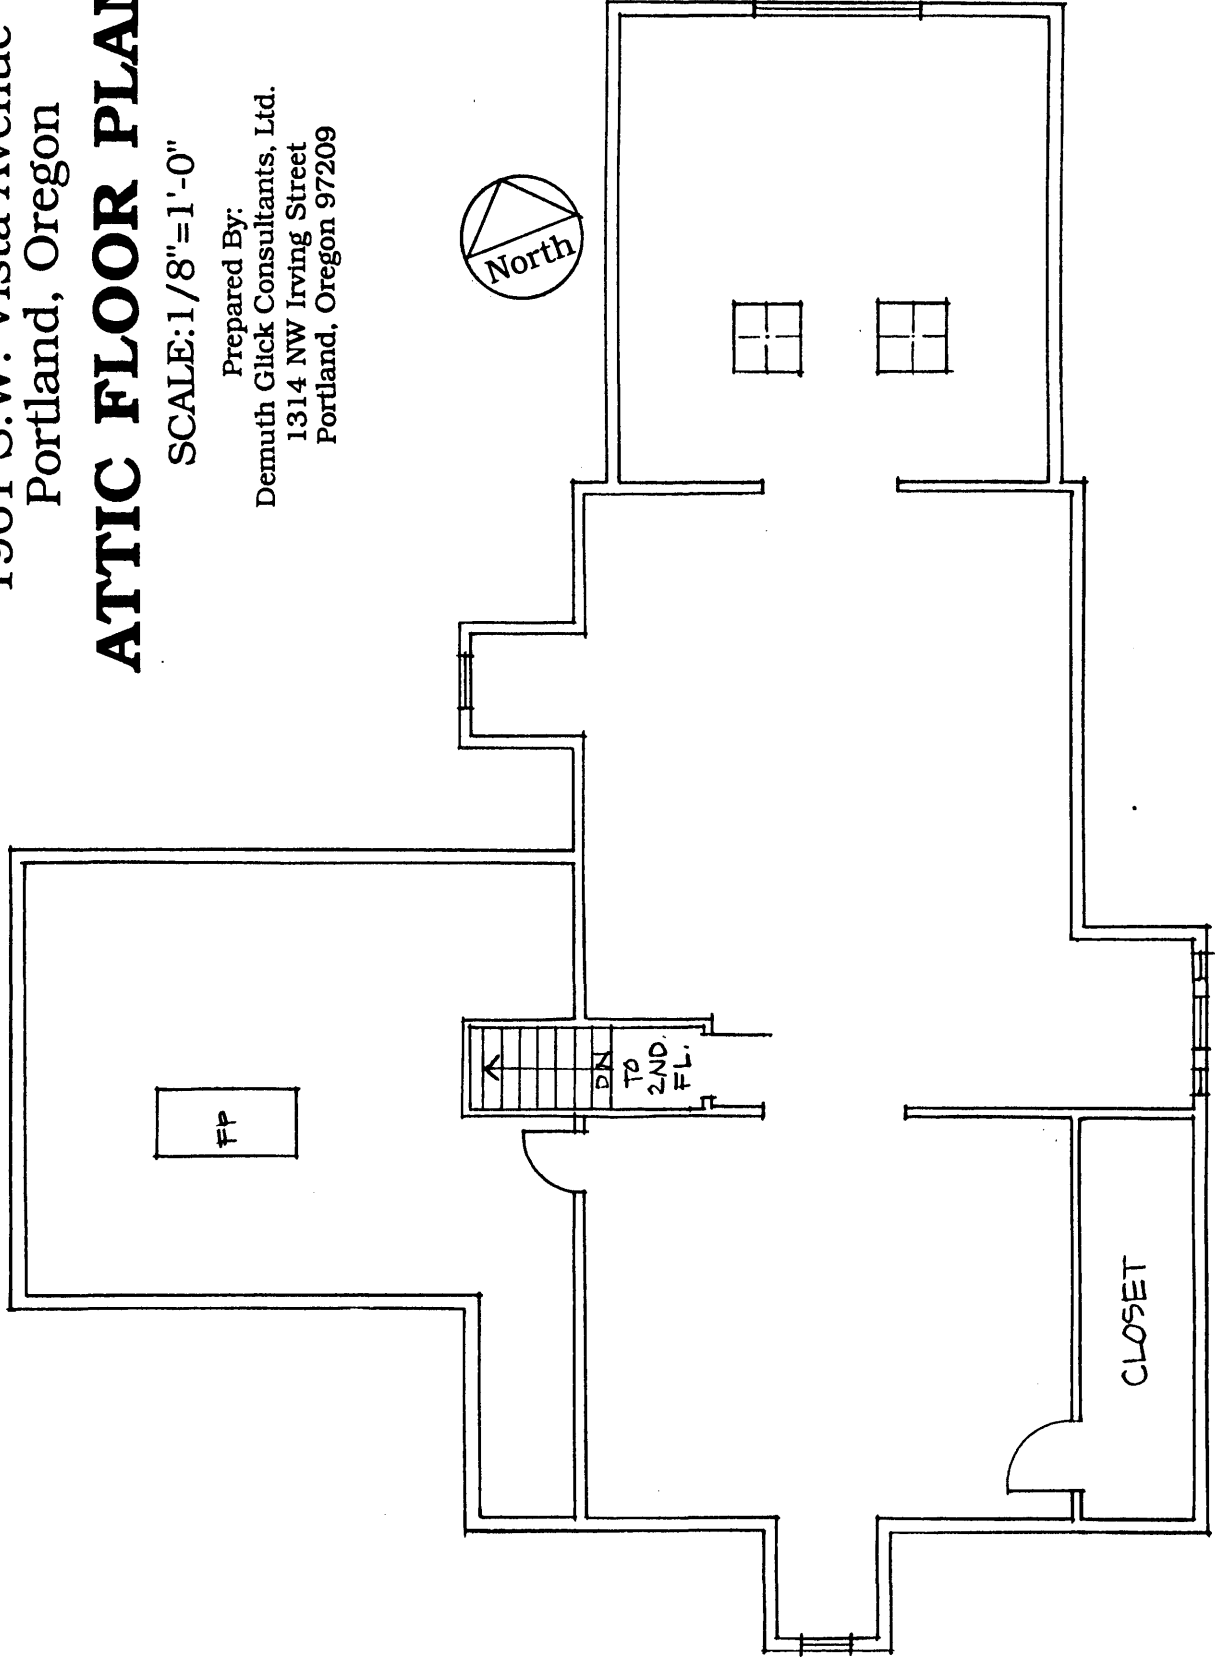 Portland, Oregon
ATTIC FLOOR PLAN
SCALE:1/8"=1'-0"
Prepared By:
Demuth Glick Consultants, Ltd.
1314 NW Irving Street
Portland, Oregon 97209
North
FP
DN
TO
2ND.
FL.
CLOSET